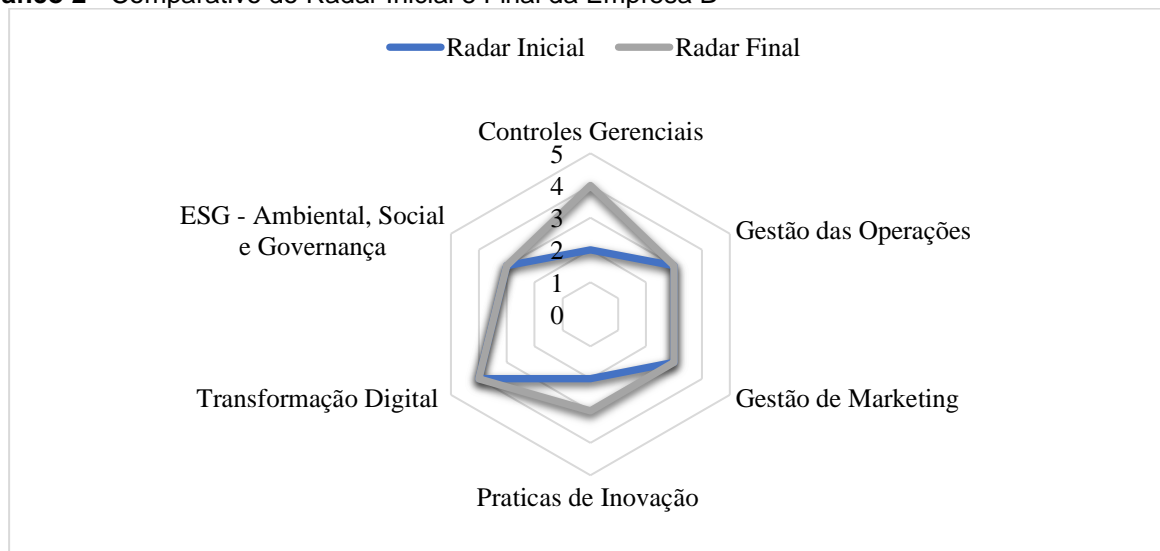 Comparativo do Radar Inicial e Final da Empresa B
Radar Inicial Radar Final
Controles Gerenciais
5
4
3
2
1
0
ESG - Ambiental, Social
e Governança
Gestão das Operações
Transformação Digital
Gestão de Marketing
Praticas de Inovação